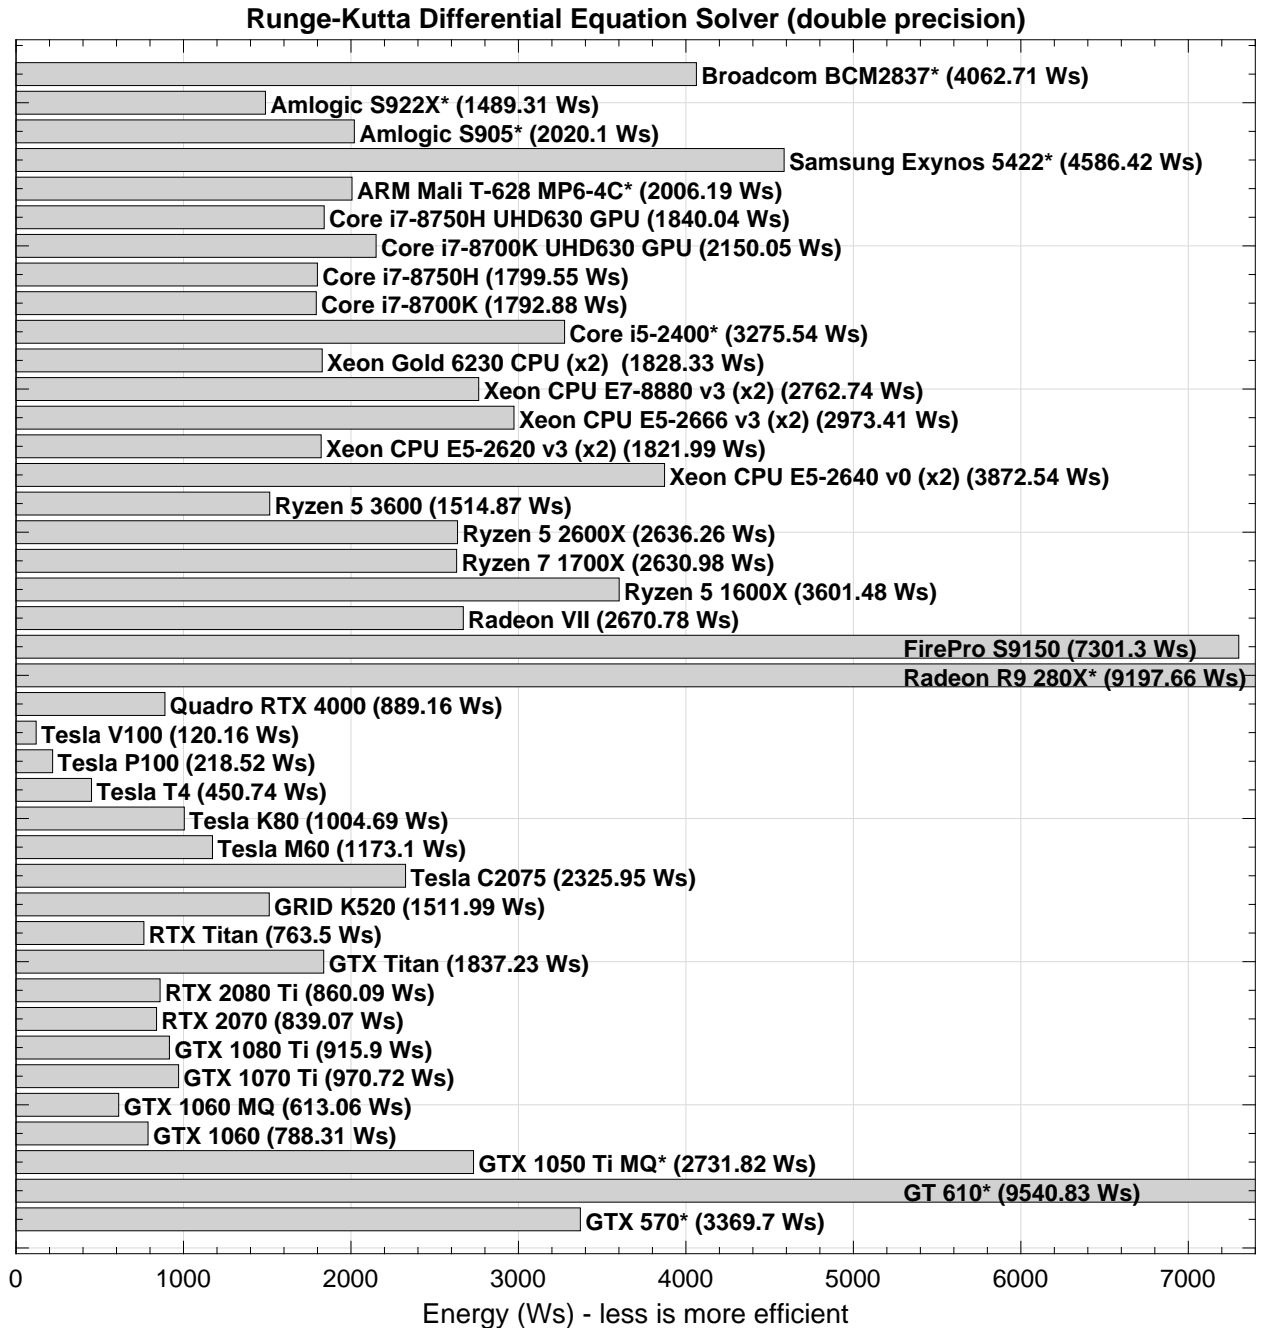 Runge-Kutta Differential Equation Solver (double precision)
Broadcom BCM2837* (4062.71 Ws)
Amlogic S922X* (1489.31 Ws)
Amlogic S905* (2020.1 Ws)
Samsung Exynos 5422* (4586.42 Ws)
ARM Mali T-628 MP6-4C* (2006.19 Ws)
Core i7-8750H UHD630 GPU (1840.04 Ws)
Core i7-8700K UHD630 GPU (2150.05 Ws)
Core i7-8750H (1799.55 Ws)
Core i7-8700K (1792.88 Ws)
Core i5-2400* (3275.54 Ws)
Xeon Gold 6230 CPU (x2)  (1828.33 Ws)
Xeon CPU E7-8880 v3 (x2) (2762.74 Ws)
Xeon CPU E5-2666 v3 (x2) (2973.41 Ws)
Xeon CPU E5-2620 v3 (x2) (1821.99 Ws)
Xeon CPU E5-2640 v0 (x2) (3872.54 Ws)
Ryzen 5 3600 (1514.87 Ws)
Ryzen 5 2600X (2636.26 Ws)
Ryzen 7 1700X (2630.98 Ws)
Ryzen 5 1600X (3601.48 Ws)
Radeon VII (2670.78 Ws)
FirePro S9150 (7301.3 Ws)
Radeon R9 280X* (9197.66 Ws)
Quadro RTX 4000 (889.16 Ws)
Tesla V100 (120.16 Ws)
Tesla P100 (218.52 Ws)
Tesla T4 (450.74 Ws)
Tesla K80 (1004.69 Ws)
Tesla M60 (1173.1 Ws)
Tesla C2075 (2325.95 Ws)
GRID K520 (1511.99 Ws)
RTX Titan (763.5 Ws)
GTX Titan (1837.23 Ws)
RTX 2080 Ti (860.09 Ws)
RTX 2070 (839.07 Ws)
GTX 1080 Ti (915.9 Ws)
GTX 1070 Ti (970.72 Ws)
GTX 1060 MQ (613.06 Ws)
GTX 1060 (788.31 Ws)
GTX 1050 Ti MQ* (2731.82 Ws)
GT 610* (9540.83 Ws)
GTX 570* (3369.7 Ws)
0 1000 2000 3000 4000 5000 6000 7000
Energy (Ws) - less is more efficient